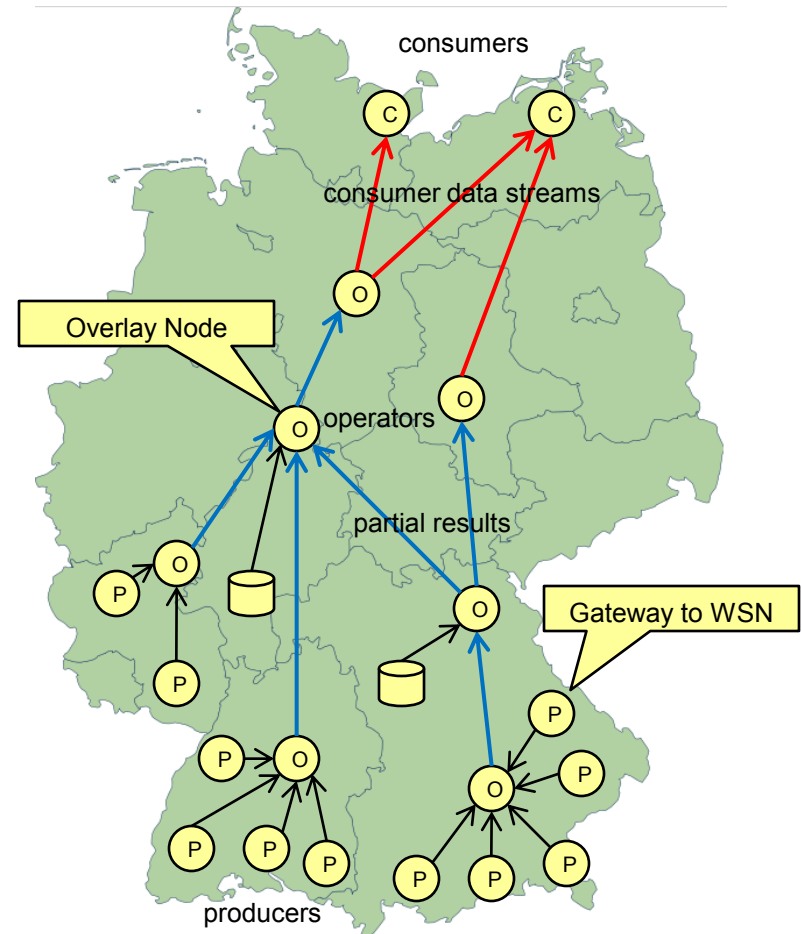 consumers
C
C
consumer data streams
O
Overlay Node
O
O
operators
partial results
O
P
O
Gateway to WSN
P
P
P
O
P
O
P
P
P
P
P
P
P
producers